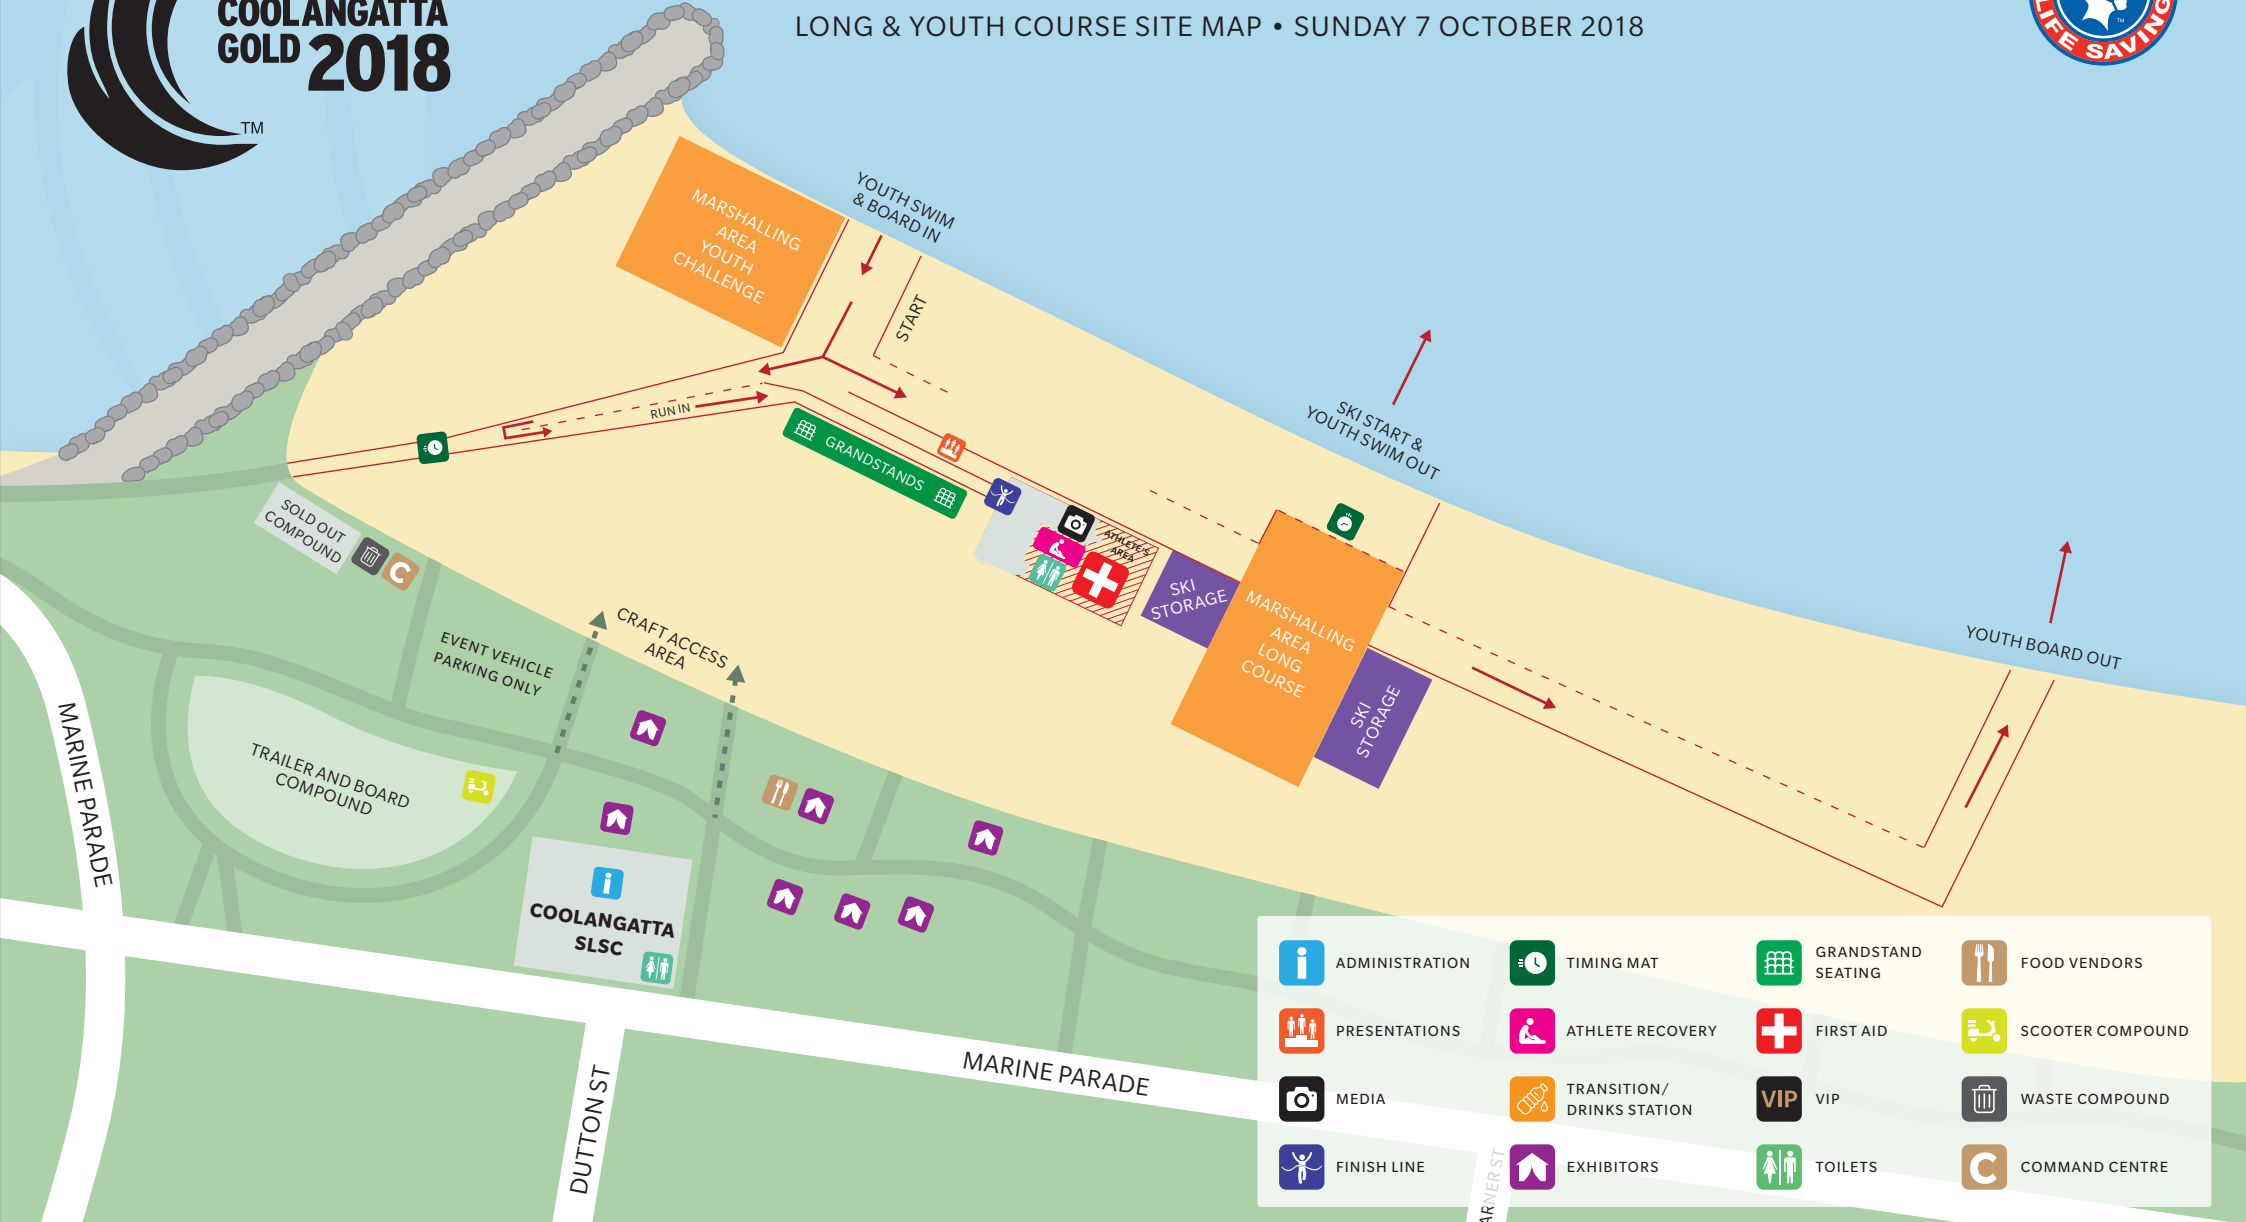 COOLANGATTA
GOLD 2018
TM
LONG & YOUTH COURSE SITE MAP • SUNDAY 7 OCTOBER 2018
LIFE SAVING
TM
MARSHALLING
AREA
YOUTH
CHALLENGE
YOUTH SWIM
& BOARD IN
START
RUN IN
GRANDSTANDS
SKI START &
YOUTH SWIM OUT
ATHLETE'S
AREA
SKI
STORAGE
MARSHALLING
AREA
LONG
COURSE
SKI
STORAGE
YOUTH BOARD OUT
SOLD OUT
COMPOUND
C
EVENT VEHICLE
PARKING ONLY
CRAFT ACCESS
AREA
TRAILER AND BOARD
COMPOUND
MARINE PARADE
i
COOLANGATTA
SLSC
MARINE PARADE
DUTTON ST
ARNER ST
i ADMINISTRATION
TIMING MAT
GRANDSTAND
SEATING
FOOD VENDORS
PRESENTATIONS
ATHLETE RECOVERY
FIRST AID
SCOOTER COMPOUND
MEDIA
TRANSITION/
DRINKS STATION
VIP VIP
WASTE COMPOUND
FINISH LINE
EXHIBITORS
TOILETS
C COMMAND CENTRE